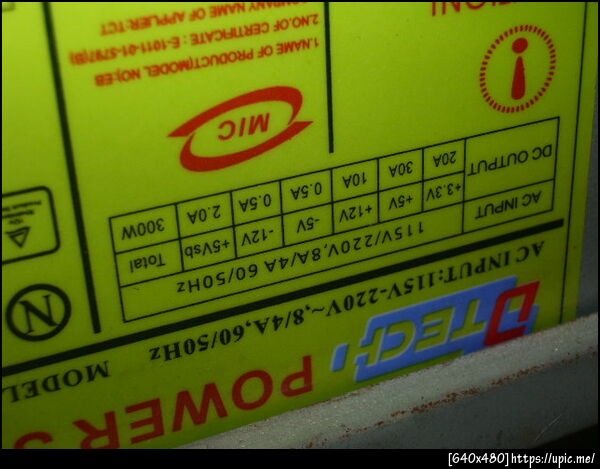 POWER S
TECH
MODEL
AC INPUT:115V-220V~,8/4A,60/50Hz
N
AC INPUT 115V/220V,8A/4A 60/50Hz
DC OUTPUT +3.3V +5V +12V -5V -12V +5Vsb Total
20A 30A 10A 0.5A 0.5A 2.0A 300W
MIC
1.NAME OF PRODUCT(MODEL NO):EB
2.NO.OF CERTIFICATE : E-1011-01-3797(B)
COMPANY NAME OF APPLIER:TCT
TION!
[640x480]https://upic.me/